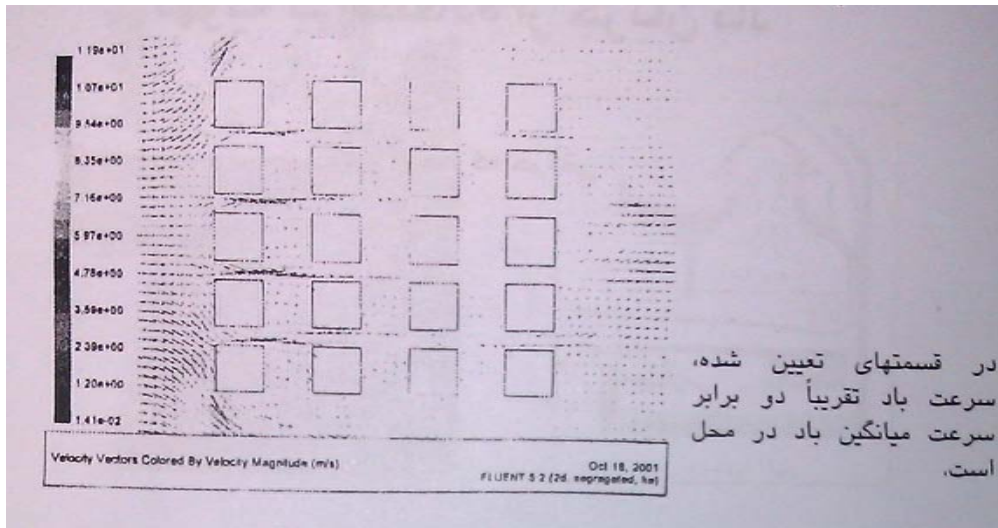 1.19e+01
1.07e+01
9.54e+00
8.35e+00
7.16e+00
5.97e+00
4.78e+00
3.59e+00
2.39e+00
1.20e+00
1.41e-02
Velocity Vectors Colored By Velocity Magnitude (m/s)
Oct 18, 2001
FLUENT 5.2 (2d, segregated, ke)
در قسمتهای تعیین شده،
سرعت باد تقریباً دو برابر
سرعت میانگین باد در محل
است.